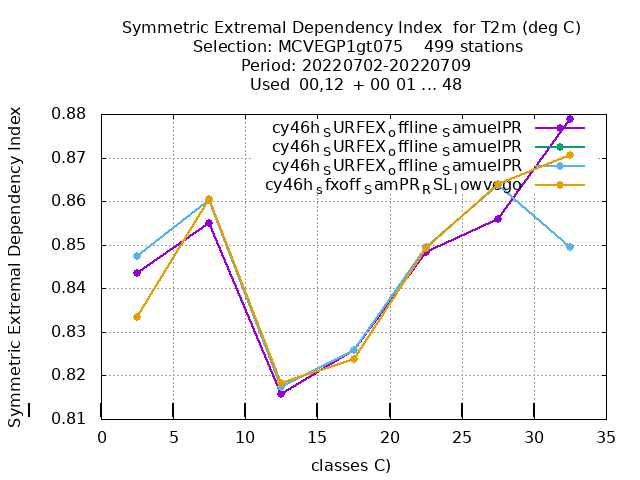 Symmetric Extremal Dependency Index  for T2m (deg C)
Selection: MCVEGP1gt075    499 stations
Period: 20220702-20220709
Used  00,12  + 00 01 ... 48
Symmetric Extremal Dependency Index
0.88
0.87
0.86
0.85
0.84
0.83
0.82
0.81
cy46h_SURFEX_offline_SamuelPR
cy46h_SURFEX_offline_SamuelPR
cy46h_SURFEX_offline_SamuelPR
cy46h_sfxoff_SamPR_RSL_lowvego
0 5 10 15 20 25 30 35
classes C)